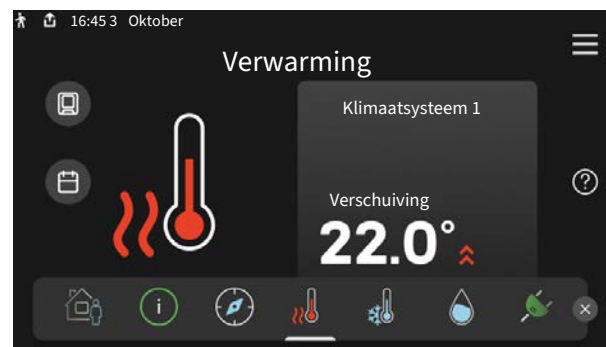 16:45 3 Oktober
Verwarming
Klimaatsysteem 1
Verschuiving
22.0°